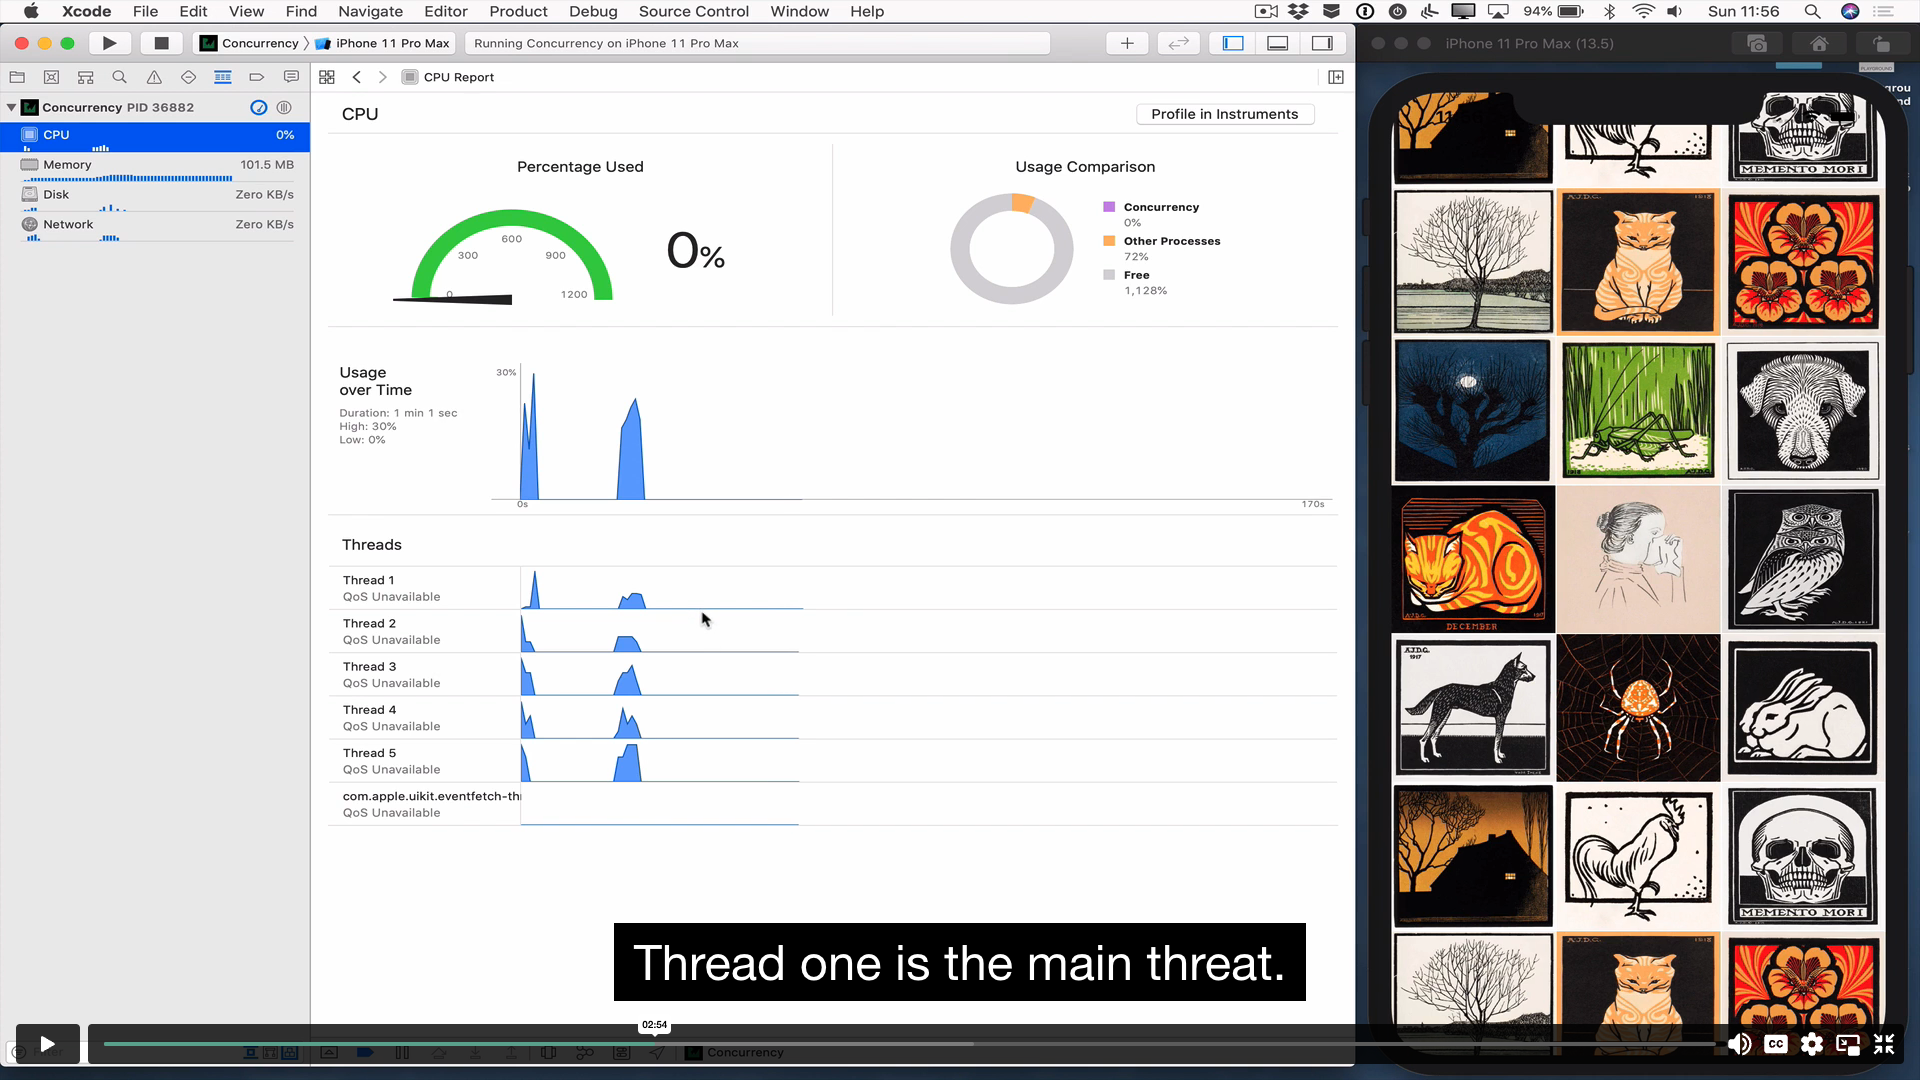 Xcode File Edit View Find Navigate Editor Product Debug Source Control Window Help
94% Sun 11:56
Concurrency iPhone 11 Pro Max
Running Concurrency on iPhone 11 Pro Max
iPhone 11 Pro Max (13.5)
CPU Report
Concurrency PID 36882
CPU 0%
Memory 101.5 MB
Disk Zero KB/s
Network Zero KB/s
CPU
Profile in Instruments
Percentage Used
0
300
600
900
1200
0%
Usage Comparison
Concurrency
0%
Other Processes
72%
Free
1,128%
Usage
over Time
Duration: 1 min 1 sec
High: 30%
Low: 0%
30%
0s
170s
Threads
Thread 1
QoS Unavailable
Thread 2
QoS Unavailable
Thread 3
QoS Unavailable
Thread 4
QoS Unavailable
Thread 5
QoS Unavailable
com.apple.uikit.eventfetch-th
QoS Unavailable
Thread one is the main threat.
02:54
Concurrency
CC
PLAYGROUND
MEMENTO MORI
A.J.D.C. 1918
DECEMBER
A.J.D.C.
1917
MEMENTO MORI